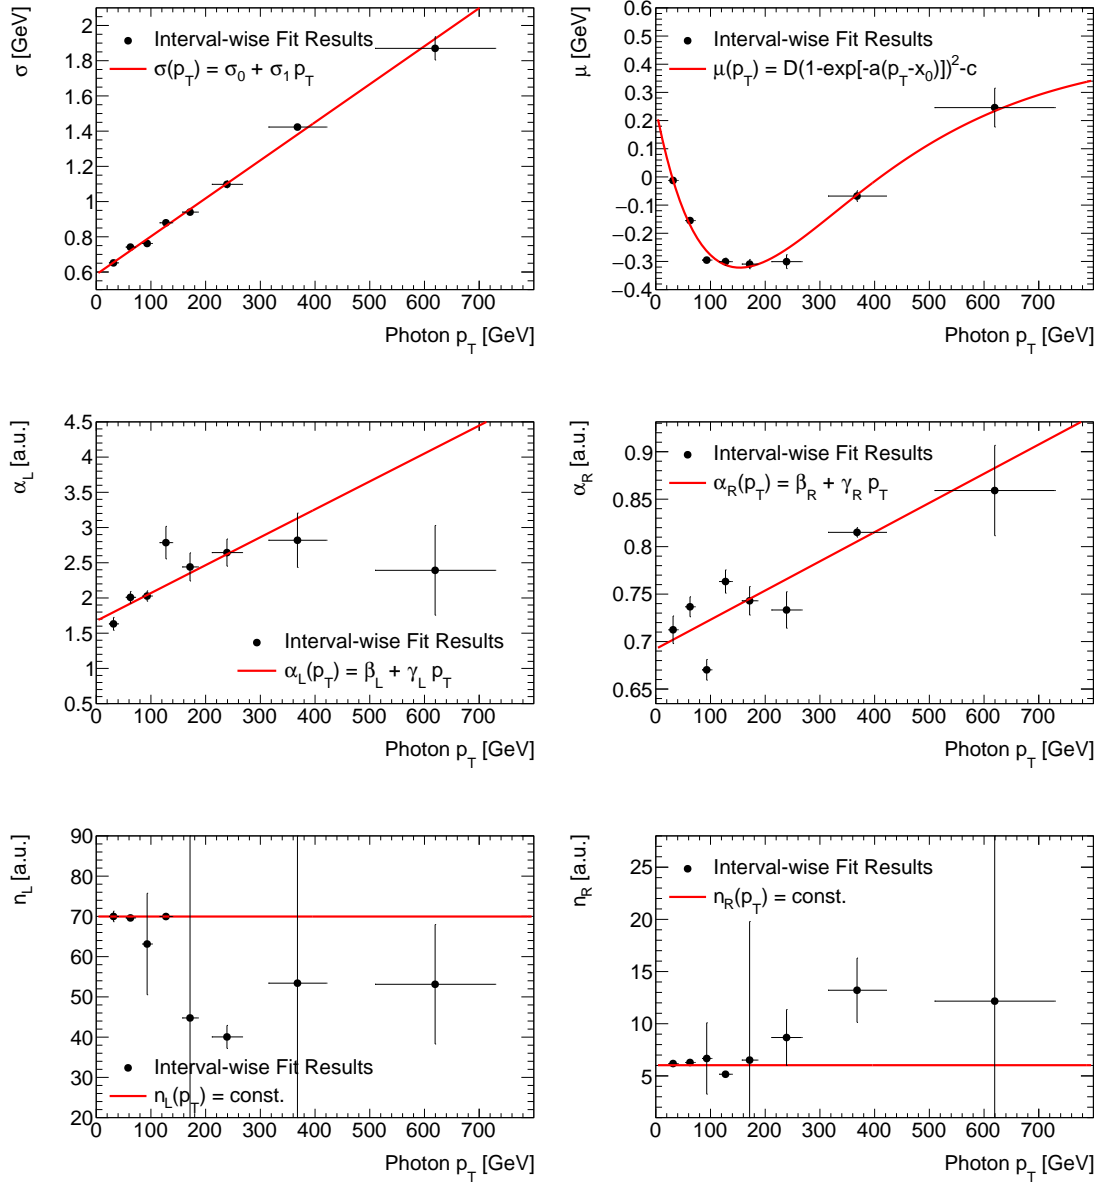 σ [GeV]
2
1.8
1.6
1.4
1.2
1
0.8
0.6
Interval-wise Fit Results
σ(p_T) = σ_0 + σ_1 p_T
0 100 200 300 400 500 600 700
Photon p_T [GeV]
μ [GeV]
0.6
0.5
0.4
0.3
0.2
0.1
0
−0.1
−0.2
−0.3
−0.4
Interval-wise Fit Results
μ(p_T) = D(1-exp[-a(p_T-x_0)])^2-c
0 100 200 300 400 500 600 700
Photon p_T [GeV]
α_L [a.u.]
4.5
4
3.5
3
2.5
2
1.5
1
0.5
Interval-wise Fit Results
α_L(p_T) = β_L + γ_L p_T
0 100 200 300 400 500 600 700
Photon p_T [GeV]
α_R [a.u.]
0.9
0.85
0.8
0.75
0.7
0.65
Interval-wise Fit Results
α_R(p_T) = β_R + γ_R p_T
0 100 200 300 400 500 600 700
Photon p_T [GeV]
n_L [a.u.]
90
80
70
60
50
40
30
20
Interval-wise Fit Results
n_L(p_T) = const.
0 100 200 300 400 500 600 700
Photon p_T [GeV]
n_R [a.u.]
25
20
15
10
5
Interval-wise Fit Results
n_R(p_T) = const.
0 100 200 300 400 500 600 700
Photon p_T [GeV]